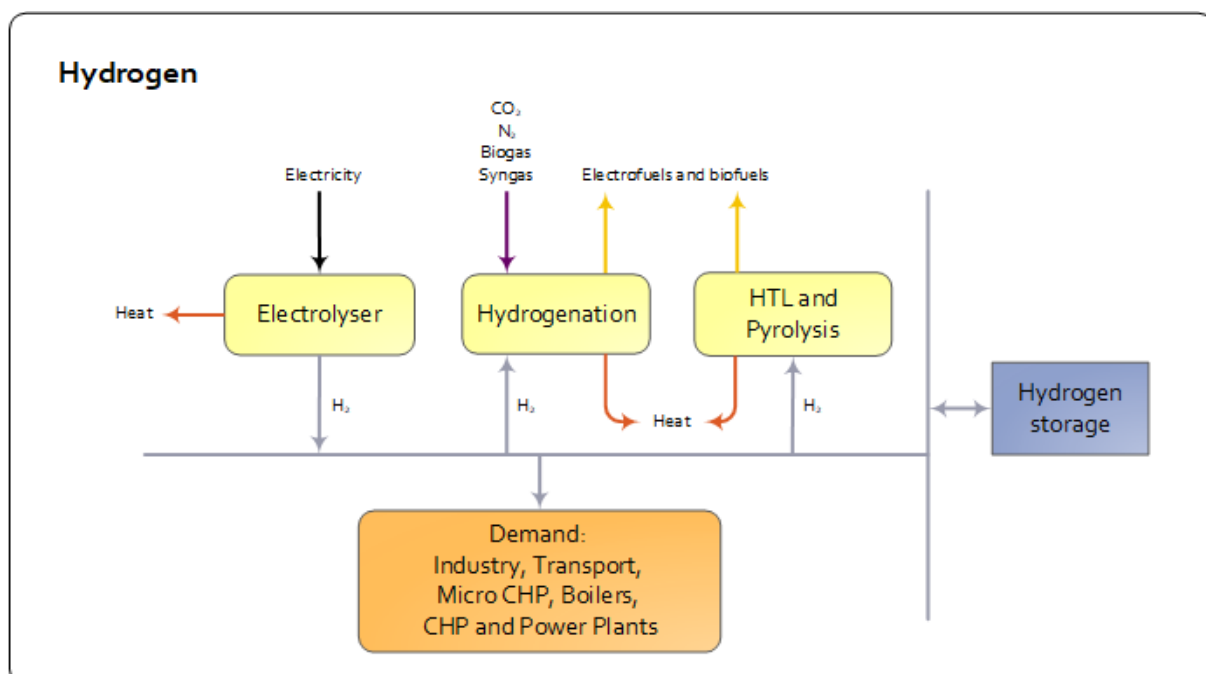 Hydrogen
CO₂
N₂
Biogas
Syngas
Electricity
Electrofuels and biofuels
Heat
Electrolyser
Hydrogenation
HTL and
Pyrolysis
H₂
H₂
Heat
H₂
Hydrogen
storage
Demand:
Industry, Transport,
Micro CHP, Boilers,
CHP and Power Plants